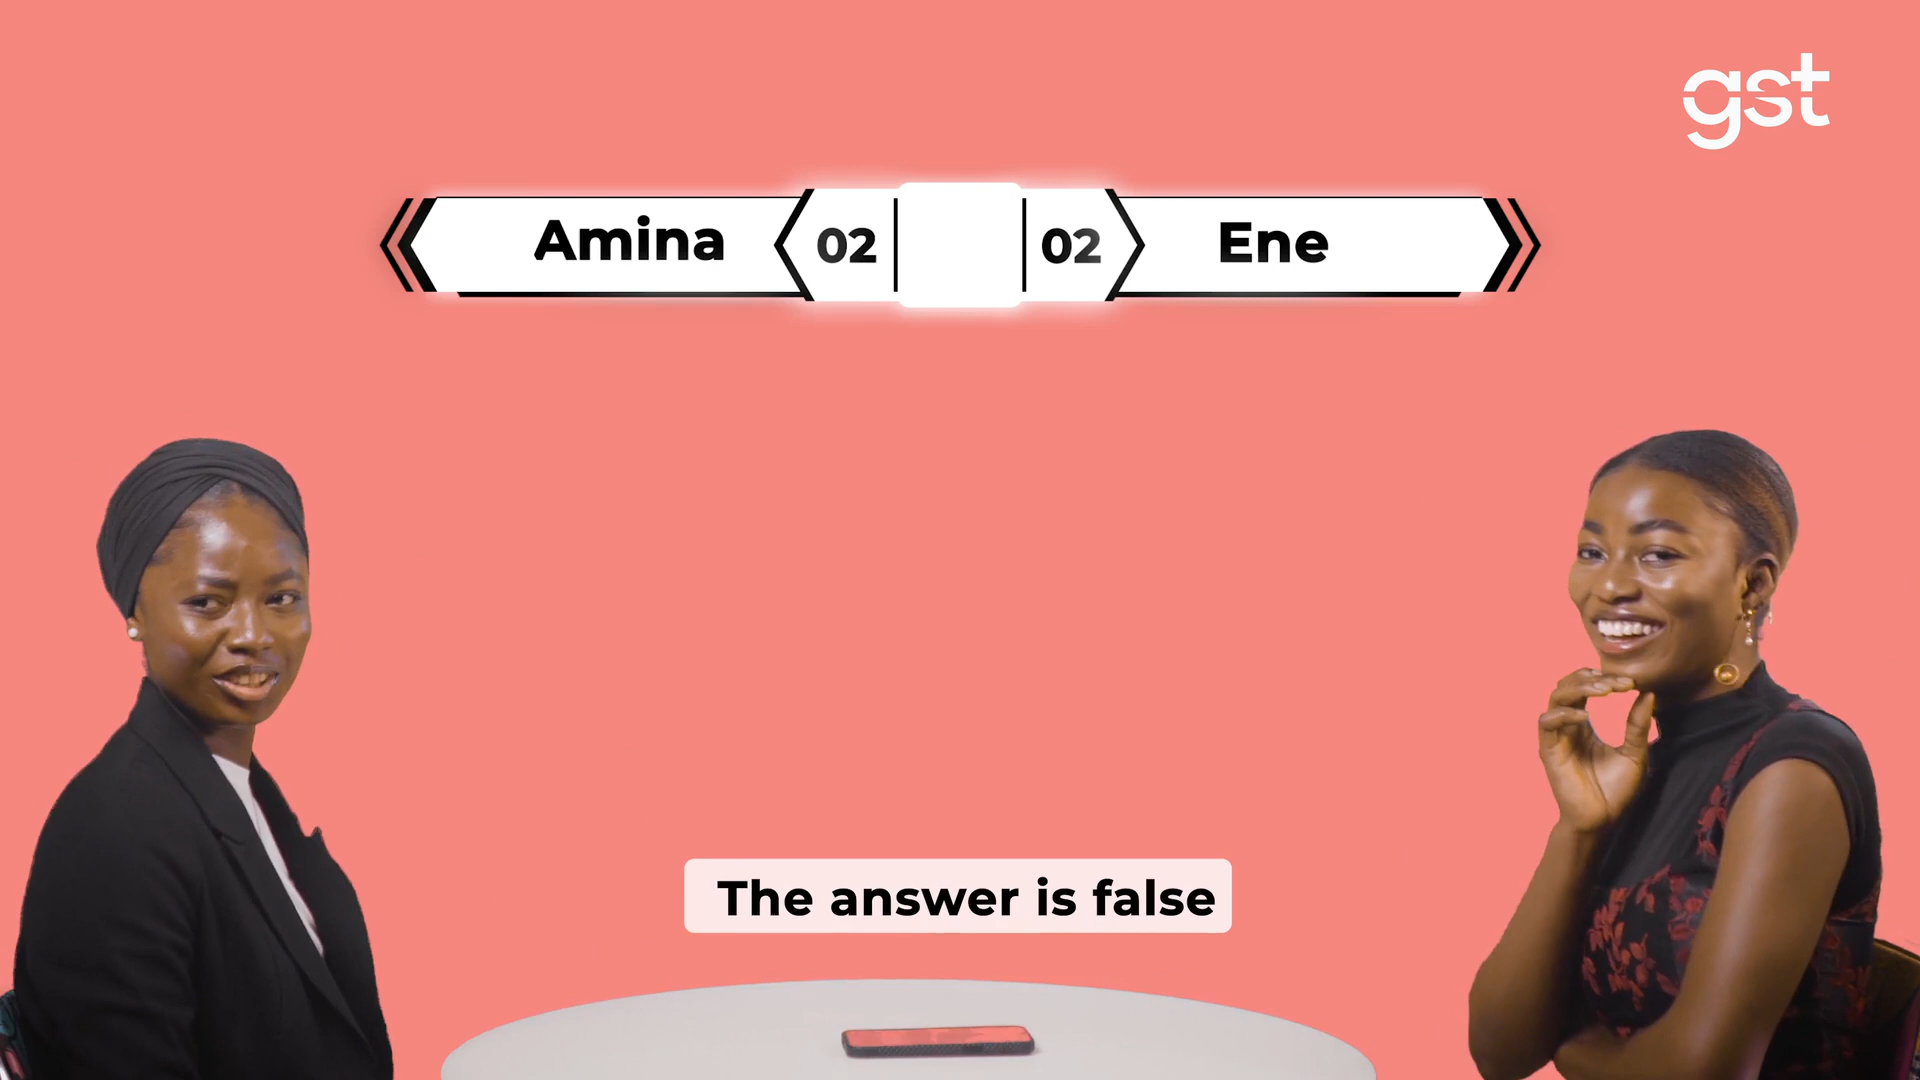 gst
Amina 02 02 Ene
The answer is false